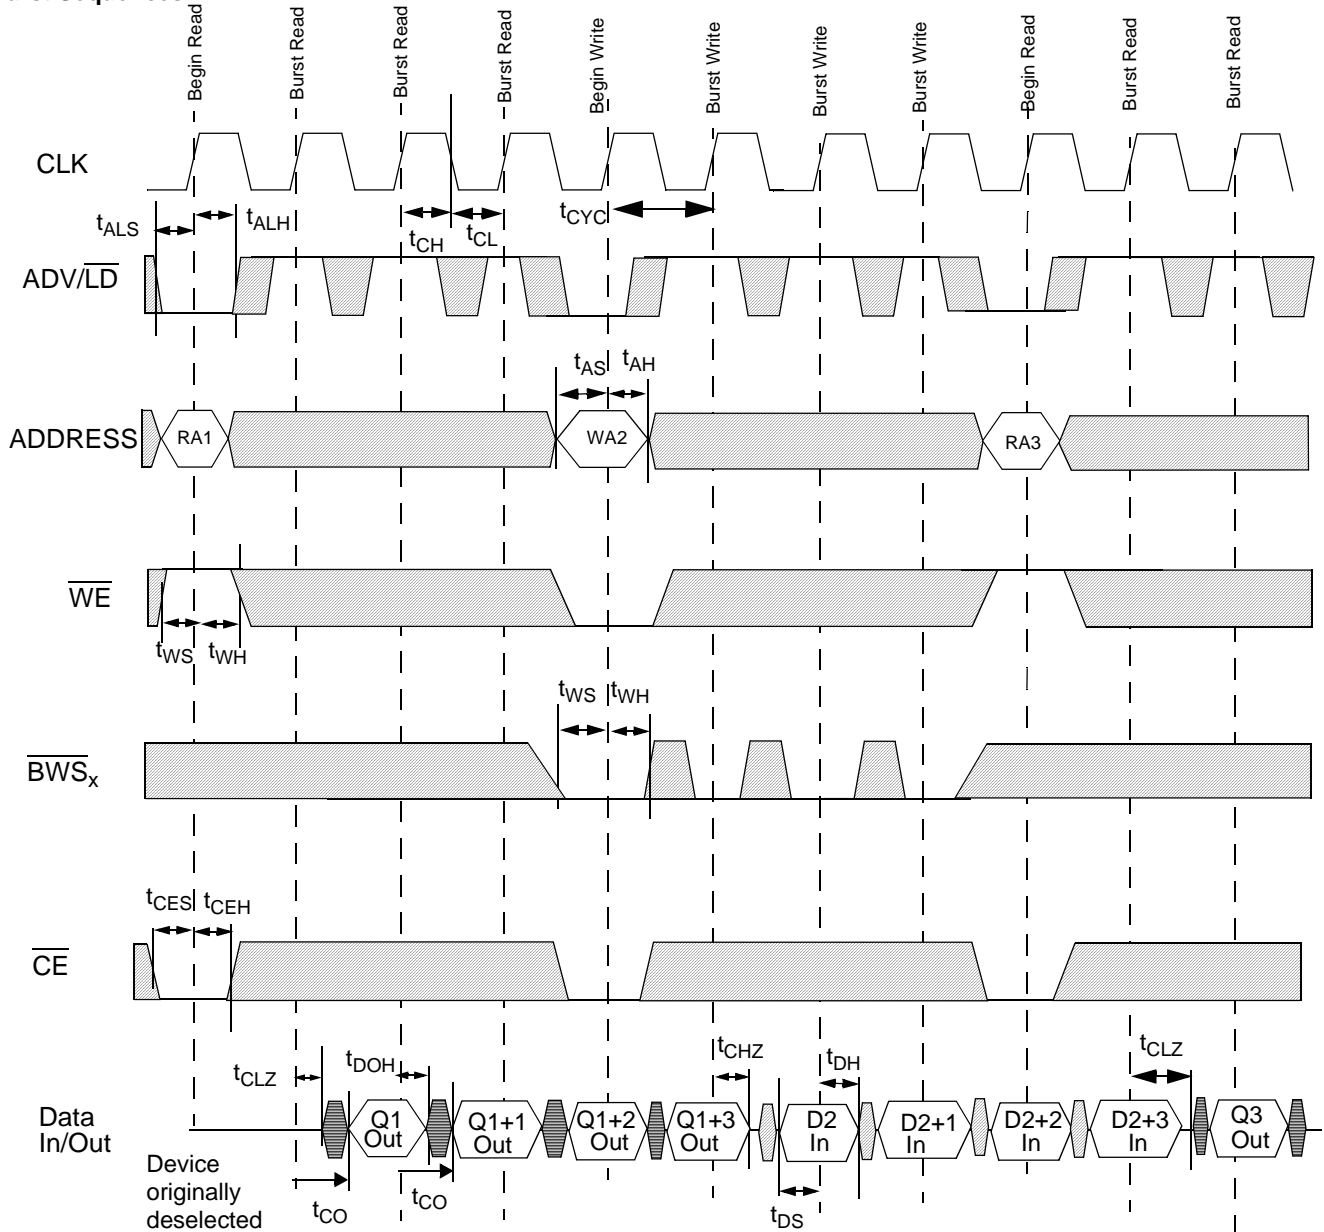 Begin Read
Burst Read
Burst Read
Burst Read
Begin Write
Burst Write
Burst Write
Burst Write
Begin Read
Burst Read
Burst Read
CLK
tALS
tALH
tCH
tCL
tCYC
ADV/LD
tAS
tAH
ADDRESS
RA1
WA2
RA3
WE
tWS
tWH
tWS
tWH
BWSx
tCES
tCEH
CE
tCLZ
tDOH
tCHZ
tDH
tCLZ
Data
In/Out
Q1
Out
Q1+1
Out
Q1+2
Out
Q1+3
Out
D2
In
D2+1
In
D2+2
In
D2+3
In
Q3
Out
Device
originally
deselected
tCO
tCO
tDS